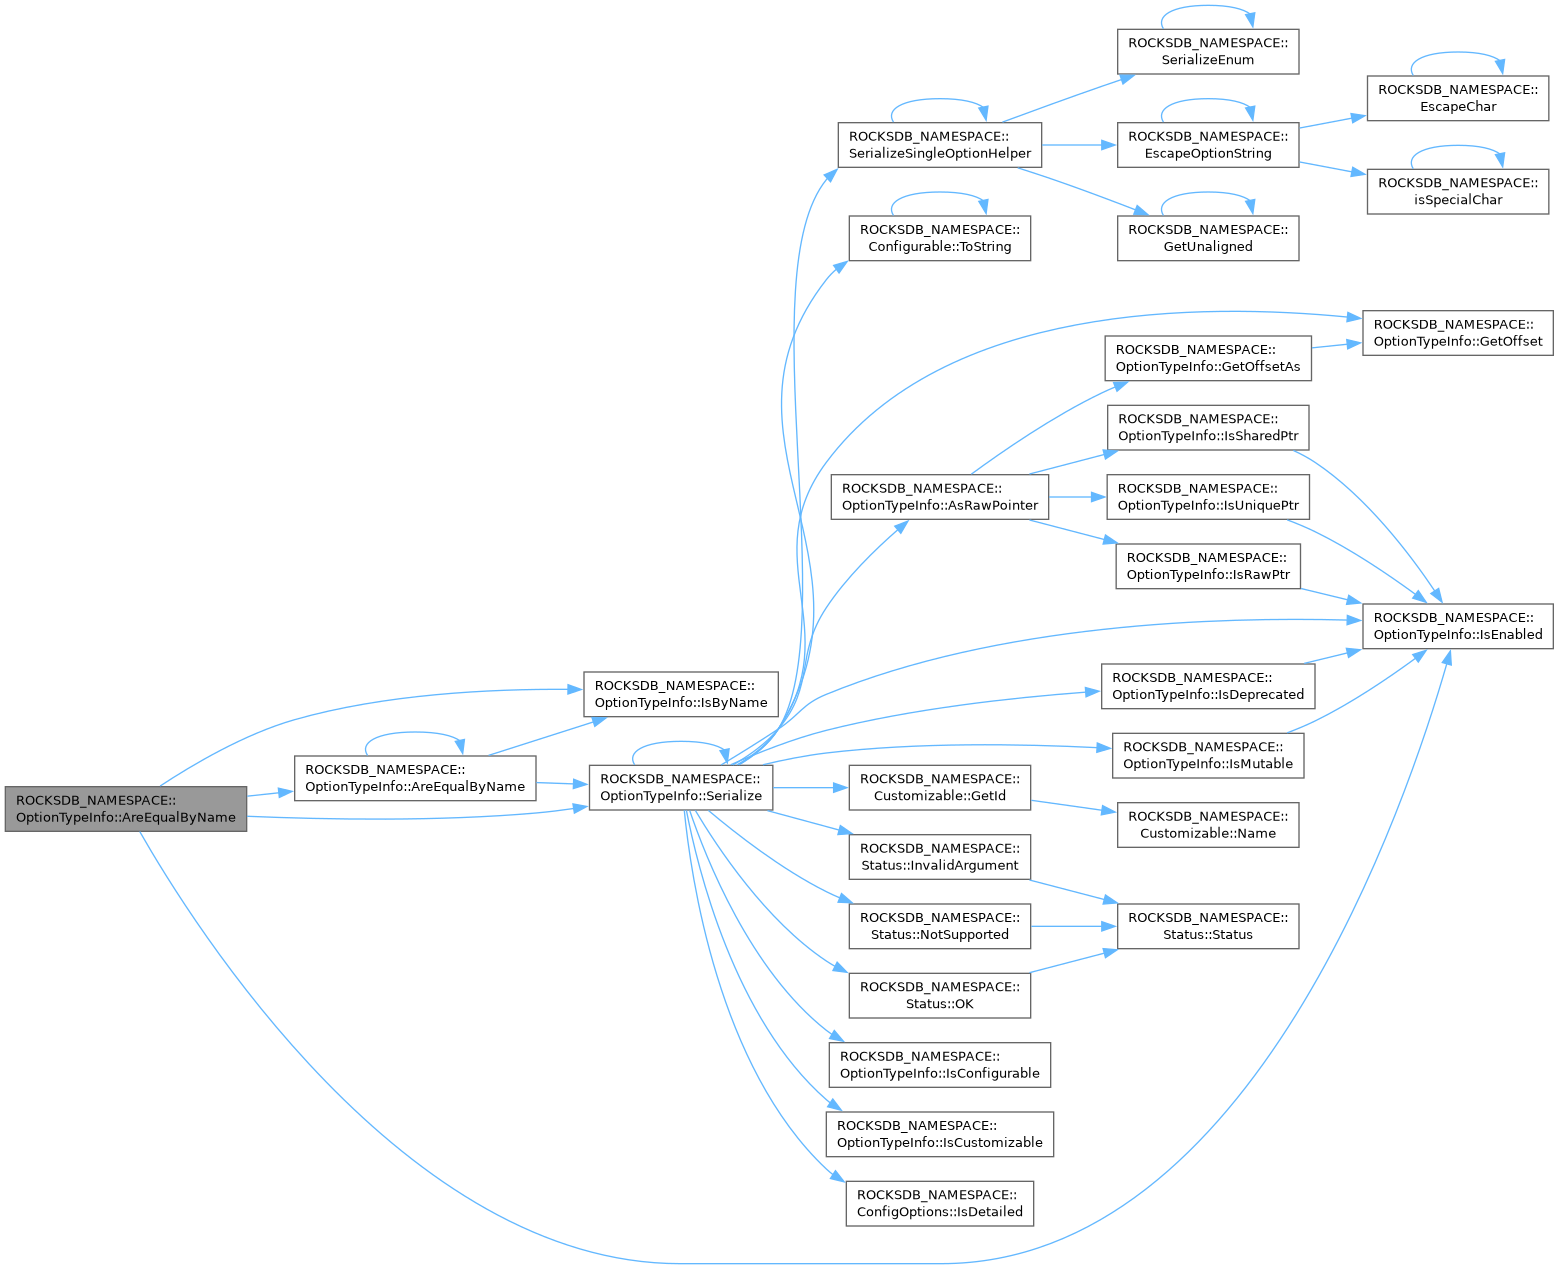 ROCKSDB_NAMESPACE::
SerializeEnum
ROCKSDB_NAMESPACE::
EscapeChar
ROCKSDB_NAMESPACE::
SerializeSingleOptionHelper
ROCKSDB_NAMESPACE::
EscapeOptionString
ROCKSDB_NAMESPACE::
isSpecialChar
ROCKSDB_NAMESPACE::
Configurable::ToString
ROCKSDB_NAMESPACE::
GetUnaligned
ROCKSDB_NAMESPACE::
OptionTypeInfo::GetOffset
ROCKSDB_NAMESPACE::
OptionTypeInfo::GetOffsetAs
ROCKSDB_NAMESPACE::
OptionTypeInfo::IsSharedPtr
ROCKSDB_NAMESPACE::
OptionTypeInfo::AsRawPointer
ROCKSDB_NAMESPACE::
OptionTypeInfo::IsUniquePtr
ROCKSDB_NAMESPACE::
OptionTypeInfo::IsRawPtr
ROCKSDB_NAMESPACE::
OptionTypeInfo::IsEnabled
ROCKSDB_NAMESPACE::
OptionTypeInfo::IsByName
ROCKSDB_NAMESPACE::
OptionTypeInfo::IsDeprecated
ROCKSDB_NAMESPACE::
OptionTypeInfo::IsMutable
ROCKSDB_NAMESPACE::
OptionTypeInfo::AreEqualByName
ROCKSDB_NAMESPACE::
OptionTypeInfo::AreEqualByName
ROCKSDB_NAMESPACE::
OptionTypeInfo::Serialize
ROCKSDB_NAMESPACE::
Customizable::GetId
ROCKSDB_NAMESPACE::
Customizable::Name
ROCKSDB_NAMESPACE::
Status::InvalidArgument
ROCKSDB_NAMESPACE::
Status::NotSupported
ROCKSDB_NAMESPACE::
Status::Status
ROCKSDB_NAMESPACE::
Status::OK
ROCKSDB_NAMESPACE::
OptionTypeInfo::IsConfigurable
ROCKSDB_NAMESPACE::
OptionTypeInfo::IsCustomizable
ROCKSDB_NAMESPACE::
ConfigOptions::IsDetailed